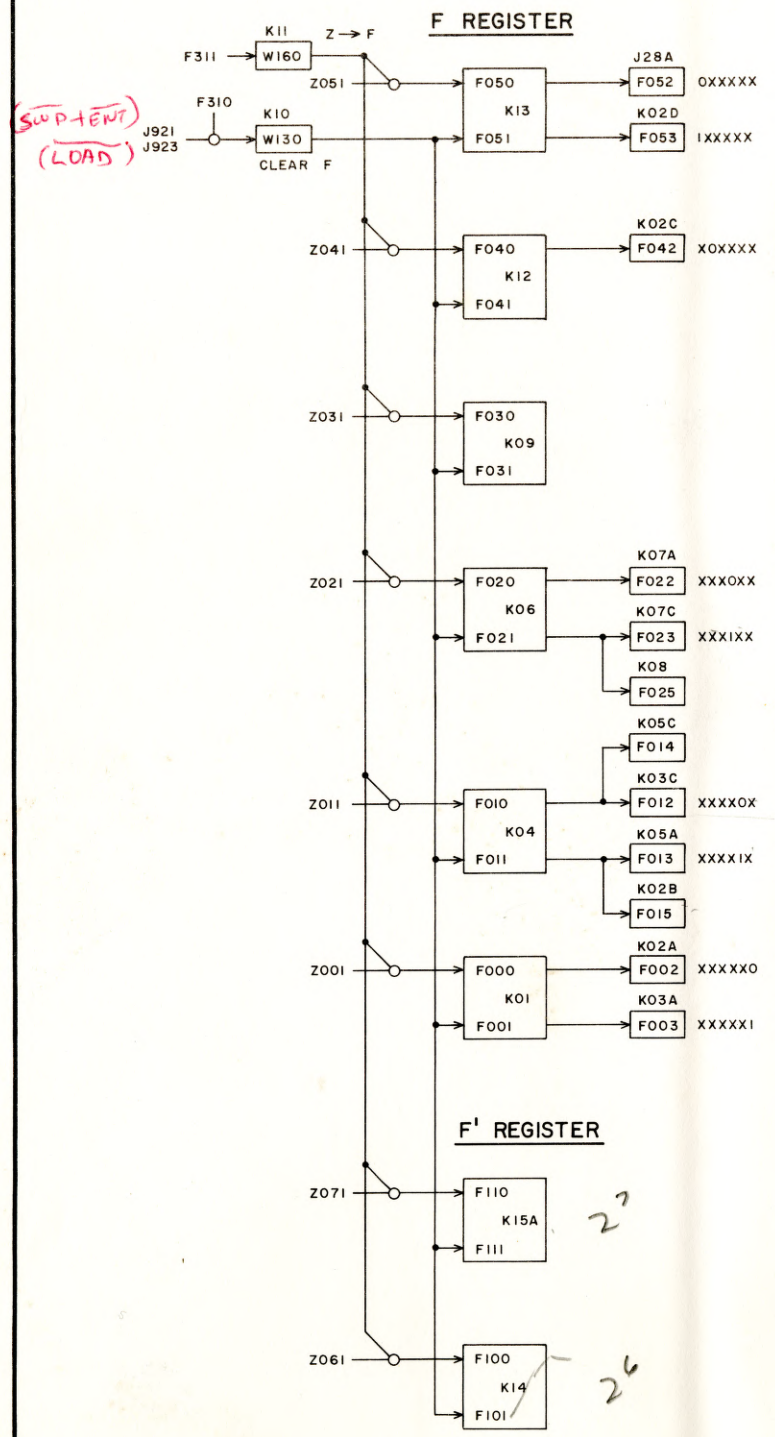 F REGISTER
K11
Z → F
F311
W160
J28A
Z051
F050
F052
0XXXXX
K13
F310
K10
K02D
(SWP+ENT)
J921
W130
F051
F053
1XXXXX
(LOAD)
J923
CLEAR F
K02C
Z041
F040
F042
X0XXXX
K12
F041
Z031
F030
K09
F031
K07A
Z021
F020
F022
XXX0XX
K06
K07C
F021
F023
XXX1XX
K08
F025
K05C
F014
K03C
Z011
F010
F012
XXXX0X
K04
K05A
F011
F013
XXXX1X
K02B
F015
K02A
Z001
F000
F002
XXXXX0
K01
K03A
F001
F003
XXXXX1
F' REGISTER
Z071
F110
K15A
2⁷
F111
Z061
F100
K14
2⁶
F101